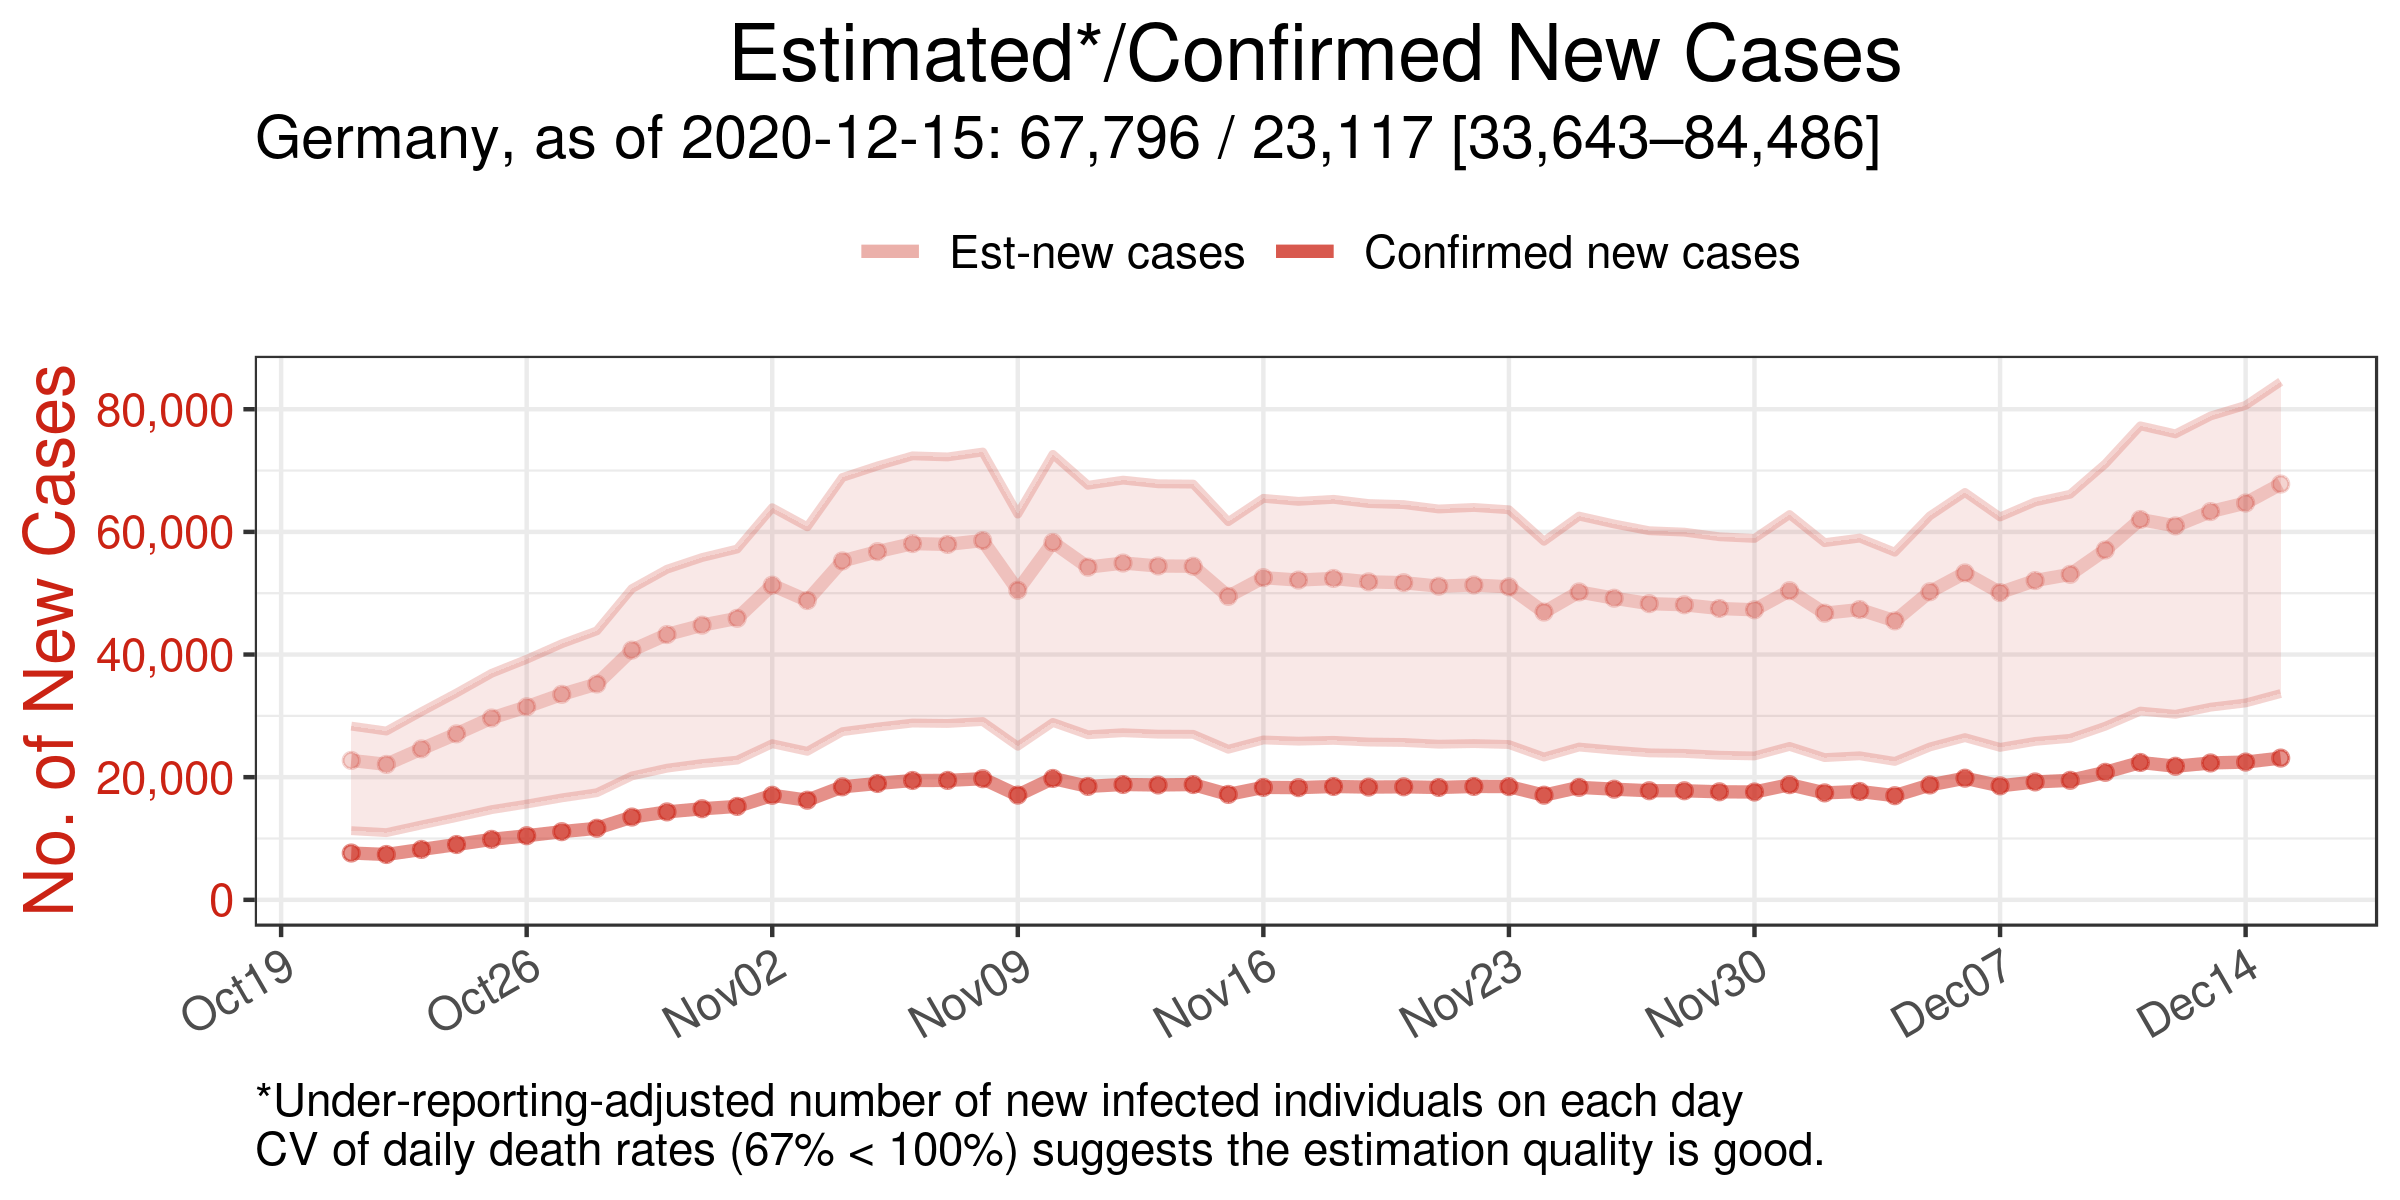 Estimated*/Confirmed New Cases
Germany, as of 2020-12-15: 67,796 / 23,117 [33,643–84,486]
Est-new cases Confirmed new cases
No. of New Cases
80,000
60,000
40,000
20,000
0
Oct19 Oct26 Nov02 Nov09 Nov16 Nov23 Nov30 Dec07 Dec14
*Under-reporting-adjusted number of new infected individuals on each day
CV of daily death rates (67% < 100%) suggests the estimation quality is good.